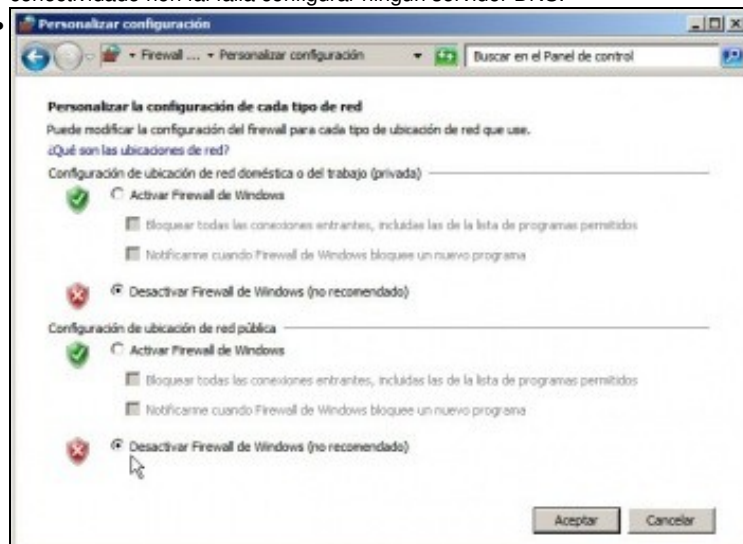 Personalizar configuración
Firewall ... Personalizar configuración
Buscar en el Panel de control
Personalizar la configuración de cada tipo de red
Puede modificar la configuración del firewall para cada tipo de ubicación de red que use.
¿Qué son las ubicaciones de red?
Configuración de ubicación de red doméstica o del trabajo (privada)
Activar Firewall de Windows
Bloquear todas las conexiones entrantes, incluidas las de la lista de programas permitidos
Notificarme cuando Firewall de Windows bloquee un nuevo programa
Desactivar Firewall de Windows (no recomendado)
Configuración de ubicación de red pública
Activar Firewall de Windows
Bloquear todas las conexiones entrantes, incluidas las de la lista de programas permitidos
Notificarme cuando Firewall de Windows bloquee un nuevo programa
Desactivar Firewall de Windows (no recomendado)
Aceptar Cancelar